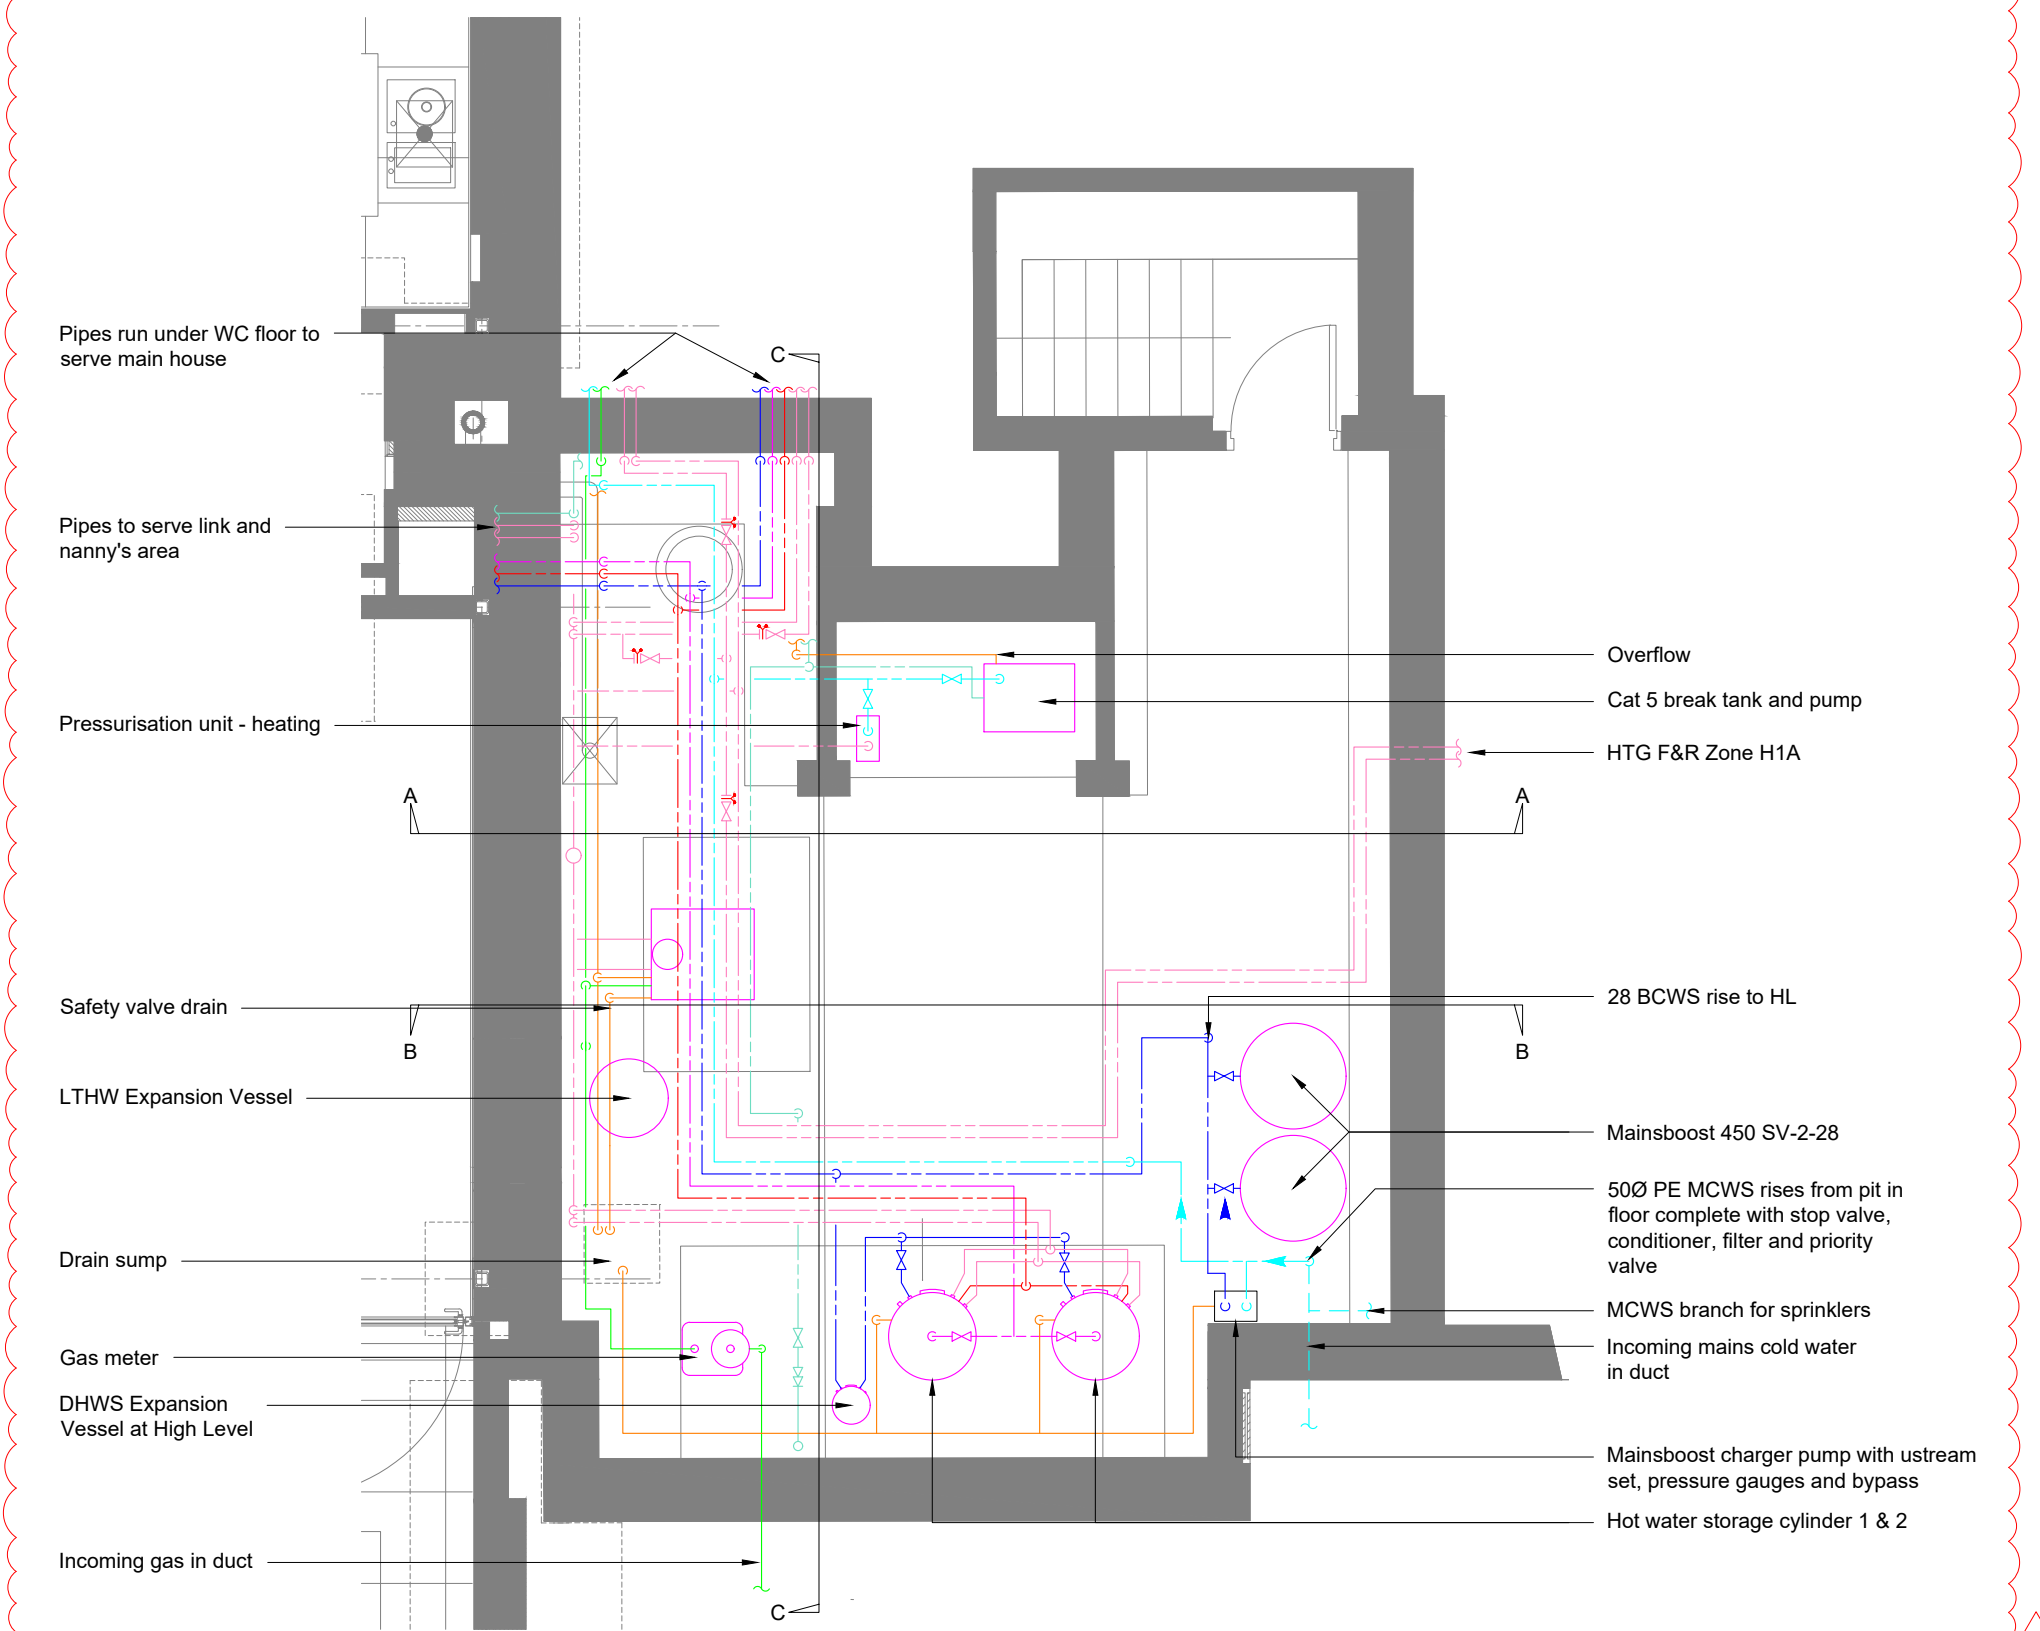 Pipes run under WC floor to
serve main house
C
Pipes to serve link and
nanny's area
Pressurisation unit - heating
A
Safety valve drain
B
LTHW Expansion Vessel
Drain sump
Gas meter
DHWS Expansion
Vessel at High Level
Incoming gas in duct
C
Overflow
Cat 5 break tank and pump
HTG F&R Zone H1A
A
28 BCWS rise to HL
B
Mainsboost 450 SV-2-28
50Ø PE MCWS rises from pit in
floor complete with stop valve,
conditioner, filter and priority
valve
MCWS branch for sprinklers
Incoming mains cold water
in duct
Mainsboost charger pump with ustream
set, pressure gauges and bypass
Hot water storage cylinder 1 & 2